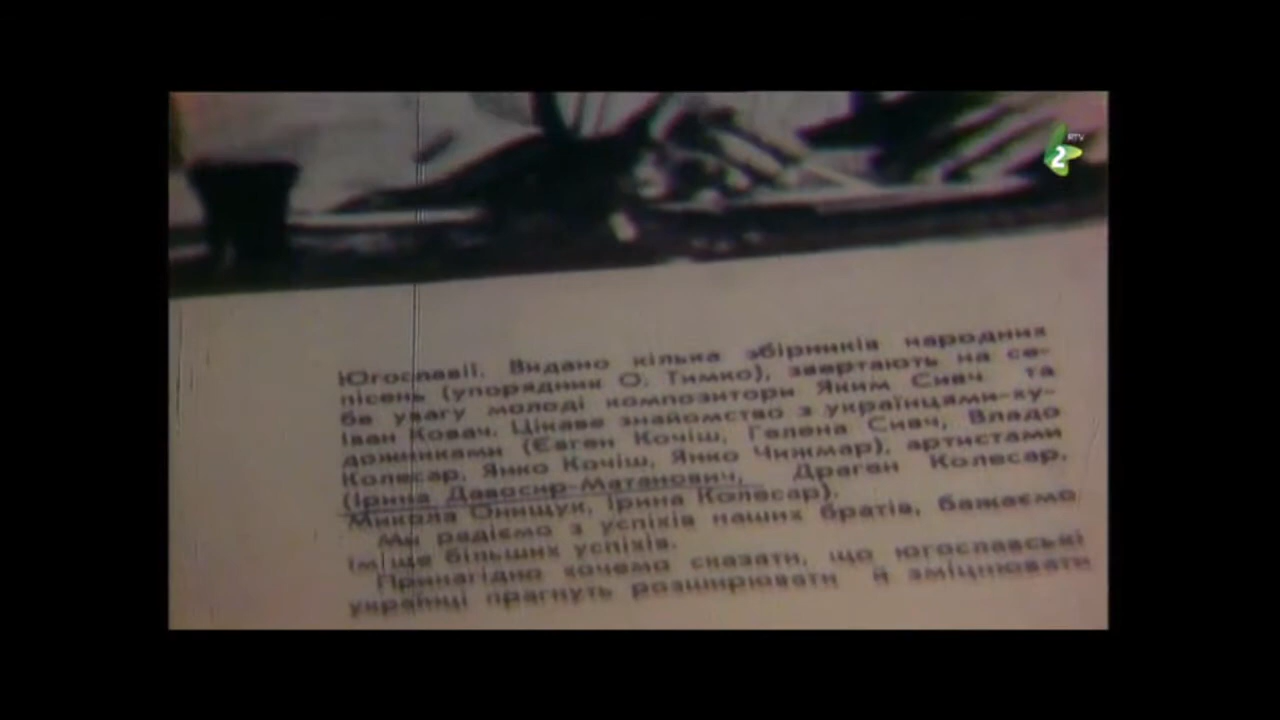 RTV
2
Югославії. Видано кілька збірників народних
пісень (упорядник О. Тимко), звертають на се-
бе увагу молоді композитори Яким Сивч та
Іван Ковач. Цікаве знайомство з українцями-ху-
дожниками (Євген Кочіш, Гелена Сивч, Владо
Колесар, Янко Кочіш, Янко Чижмар), артистами
(Ірина Давосир-Матанович, Драган Колесар,
Микола Онищук, Ірина Колесар).
Ми радіємо з успіхів наших братів, бажаємо
їм ще більших успіхів.
Принагідно хочемо сказати, що югославські
українці прагнуть розширювати й зміцнювати